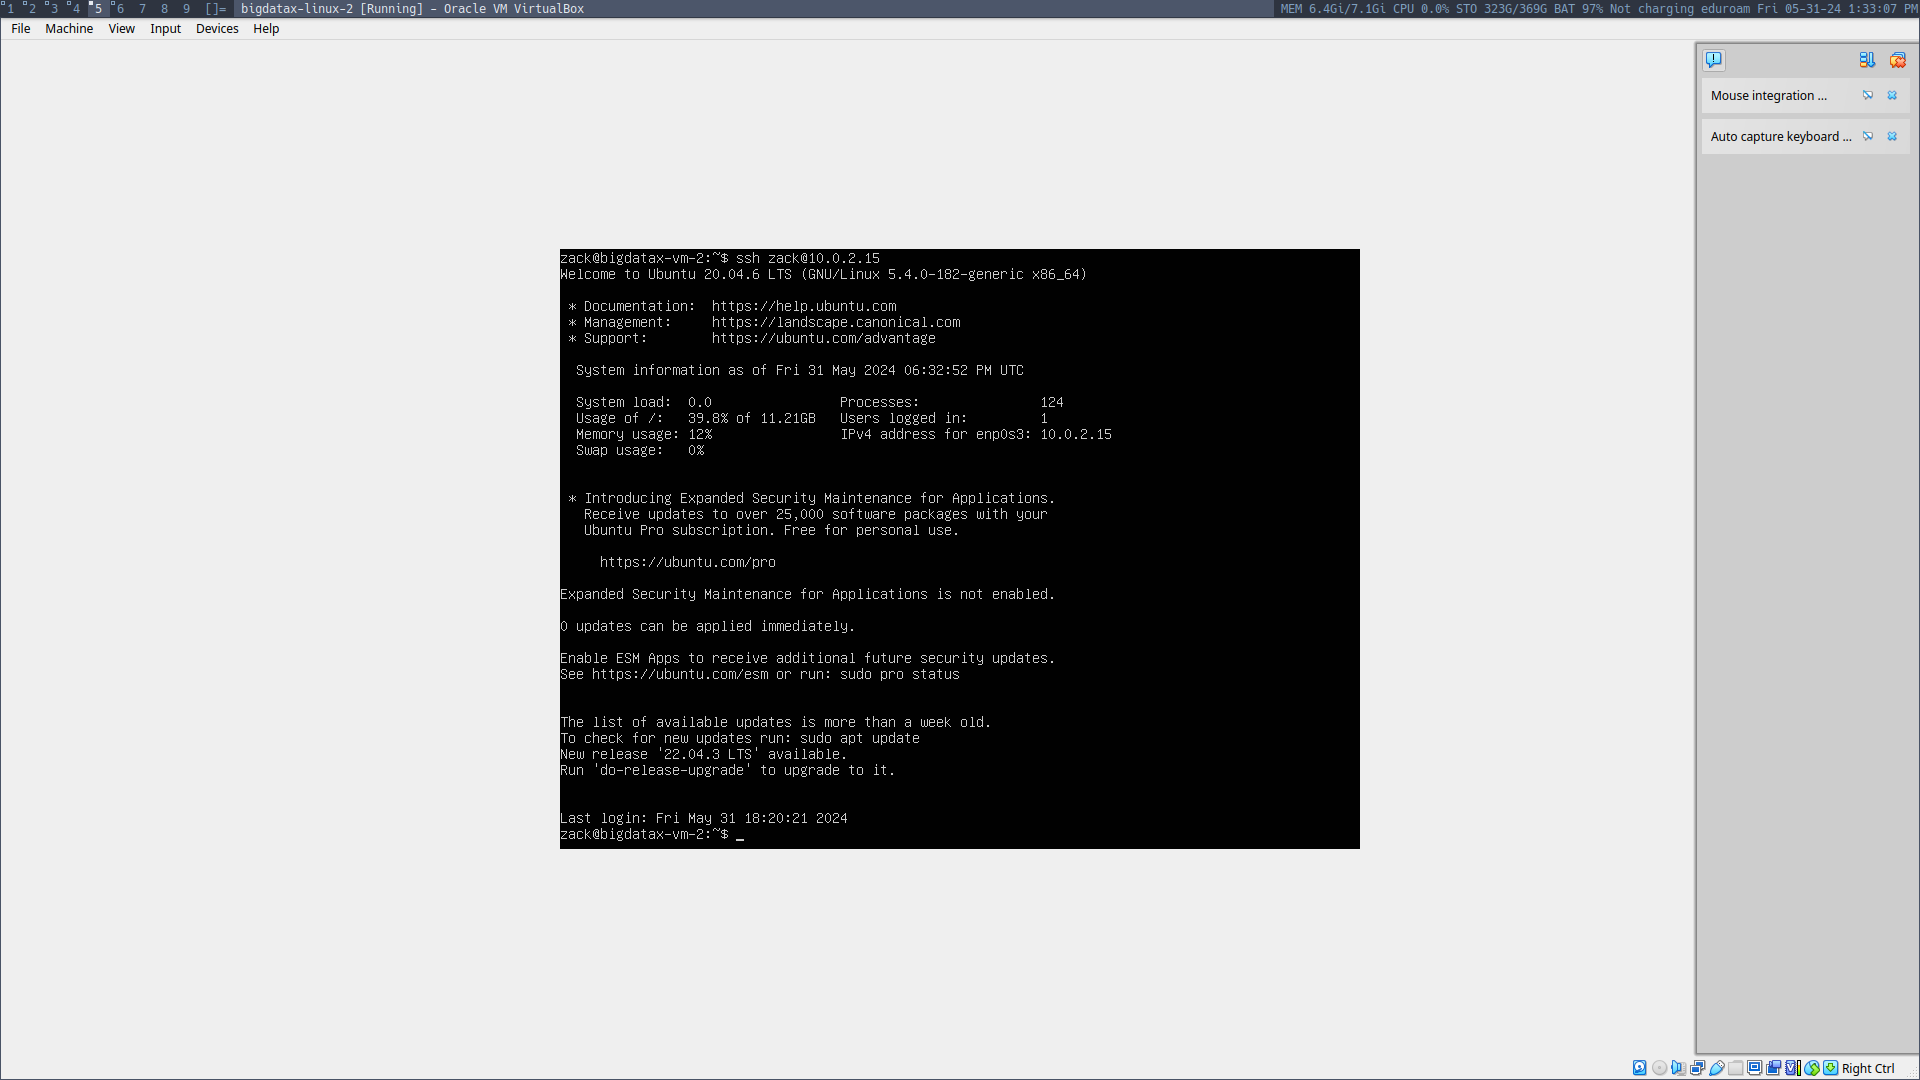 1 2 3 4 5 6 7 8 9 []= bigdatax-linux-2 [Running] - Oracle VM VirtualBox MEM 6.4Gi/7.1Gi CPU 0.0% STO 323G/369G BAT 97% Not charging eduroam Fri 05-31-24 1:33:07 PM
File Machine View Input Devices Help
Mouse integration ...
Auto capture keyboard ...
zack@bigdatax-vm-2:~$ ssh zack@10.0.2.15
Welcome to Ubuntu 20.04.6 LTS (GNU/Linux 5.4.0-182-generic x86_64)
* Documentation: https://help.ubuntu.com
* Management: https://landscape.canonical.com
* Support: https://ubuntu.com/advantage
System information as of Fri 31 May 2024 06:32:52 PM UTC
System load: 0.0 Processes: 124
Usage of /: 39.8% of 11.21GB Users logged in: 1
Memory usage: 12% IPv4 address for enp0s3: 10.0.2.15
Swap usage: 0%
* Introducing Expanded Security Maintenance for Applications.
Receive updates to over 25,000 software packages with your
Ubuntu Pro subscription. Free for personal use.
https://ubuntu.com/pro
Expanded Security Maintenance for Applications is not enabled.
0 updates can be applied immediately.
Enable ESM Apps to receive additional future security updates.
See https://ubuntu.com/esm or run: sudo pro status
The list of available updates is more than a week old.
To check for new updates run: sudo apt update
New release '22.04.3 LTS' available.
Run 'do-release-upgrade' to upgrade to it.
Last login: Fri May 31 18:20:21 2024
zack@bigdatax-vm-2:~$ _
Right Ctrl